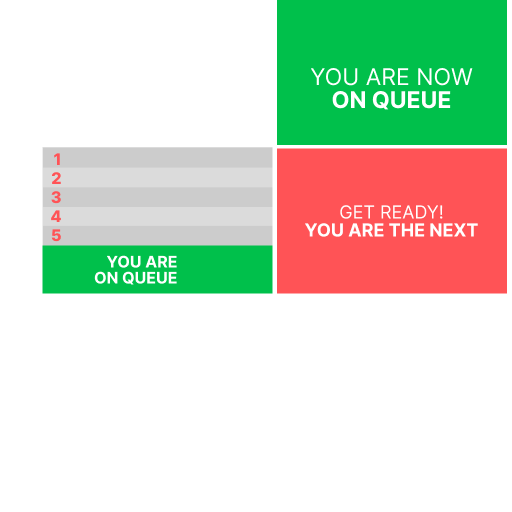 YOU ARE NOW
ON QUEUE
1
2
3
4
5
YOU ARE
ON QUEUE
GET READY!
YOU ARE THE NEXT